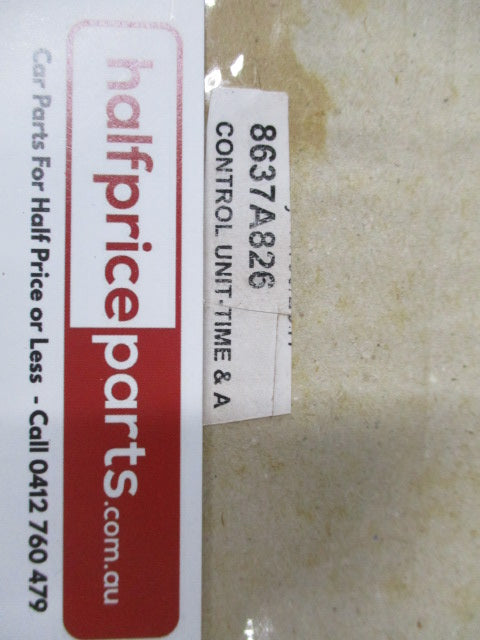 halfpriceparts.com.au
Car Parts For Half Price or Less - Call 0412 760 479
8637A826
CONTROL UNIT-TIME & A